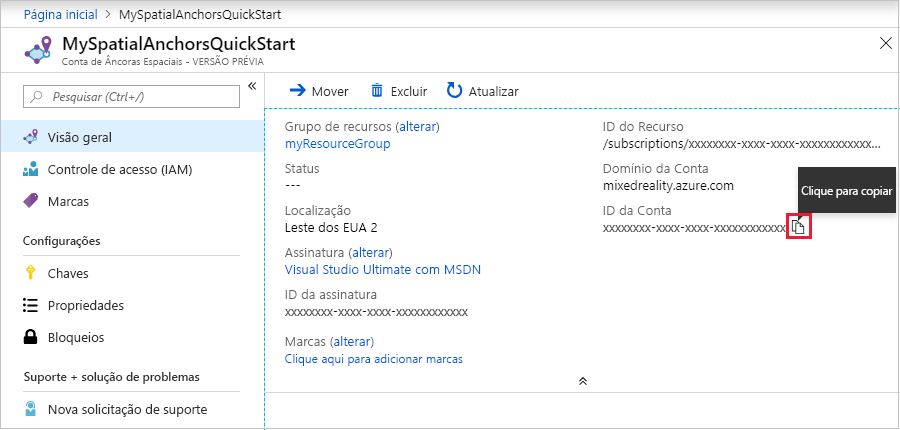 Página inicial > MySpatialAnchorsQuickStart
MySpatialAnchorsQuickStart
Conta de Âncoras Espaciais - VERSÃO PRÉVIA
Pesquisar (Ctrl+/)
Visão geral
Controle de acesso (IAM)
Marcas
Configurações
Chaves
Propriedades
Bloqueios
Suporte + solução de problemas
Nova solicitação de suporte
Mover
Excluir
Atualizar
Grupo de recursos (alterar)
myResourceGroup
Status
---
Localização
Leste dos EUA 2
Assinatura (alterar)
Visual Studio Ultimate com MSDN
ID da assinatura
xxxxxxxx-xxxx-xxxx-xxxxxxxxxxxx
Marcas (alterar)
Clique aqui para adicionar marcas
ID do Recurso
/subscriptions/xxxxxxxx-xxxx-xxxx-xxxxxxxxxxxx...
Domínio da Conta
mixedreality.azure.com
Clique para copiar
ID da Conta
xxxxxxxx-xxxx-xxxx-xxxxxxxxxxxx